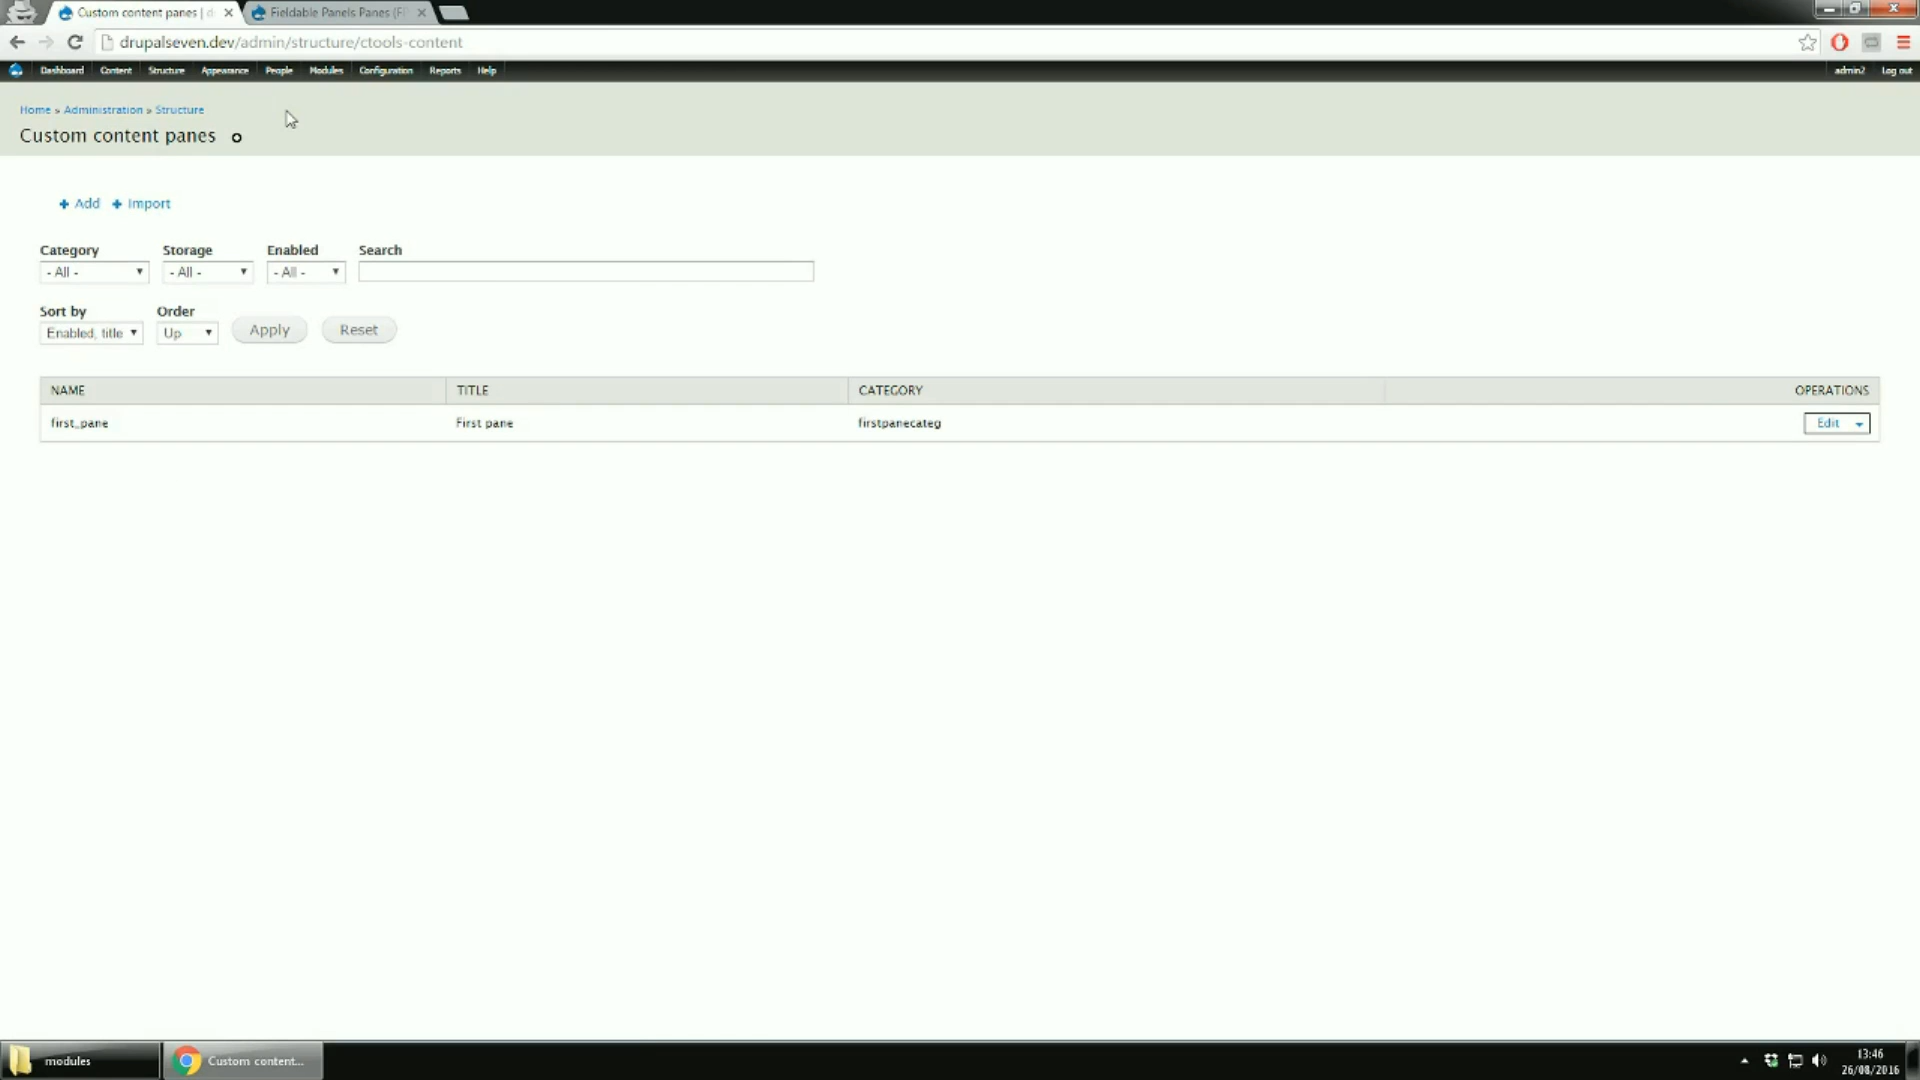 Custom content panes | d
Fieldable Panels Panes (F
drupalseven.dev/admin/structure/ctools-content
Dashboard Content Structure Appearance People Modules Configuration Reports Help admin2 Log out
Home » Administration » Structure
Custom content panes
+ Add + Import
Category Storage Enabled Search
- All - - All - - All -
Sort by Order
Enabled, title Up Apply Reset
NAME TITLE CATEGORY OPERATIONS
first_pane First pane firstpanecateg Edit
modules Custom content...
13:46
26/08/2016